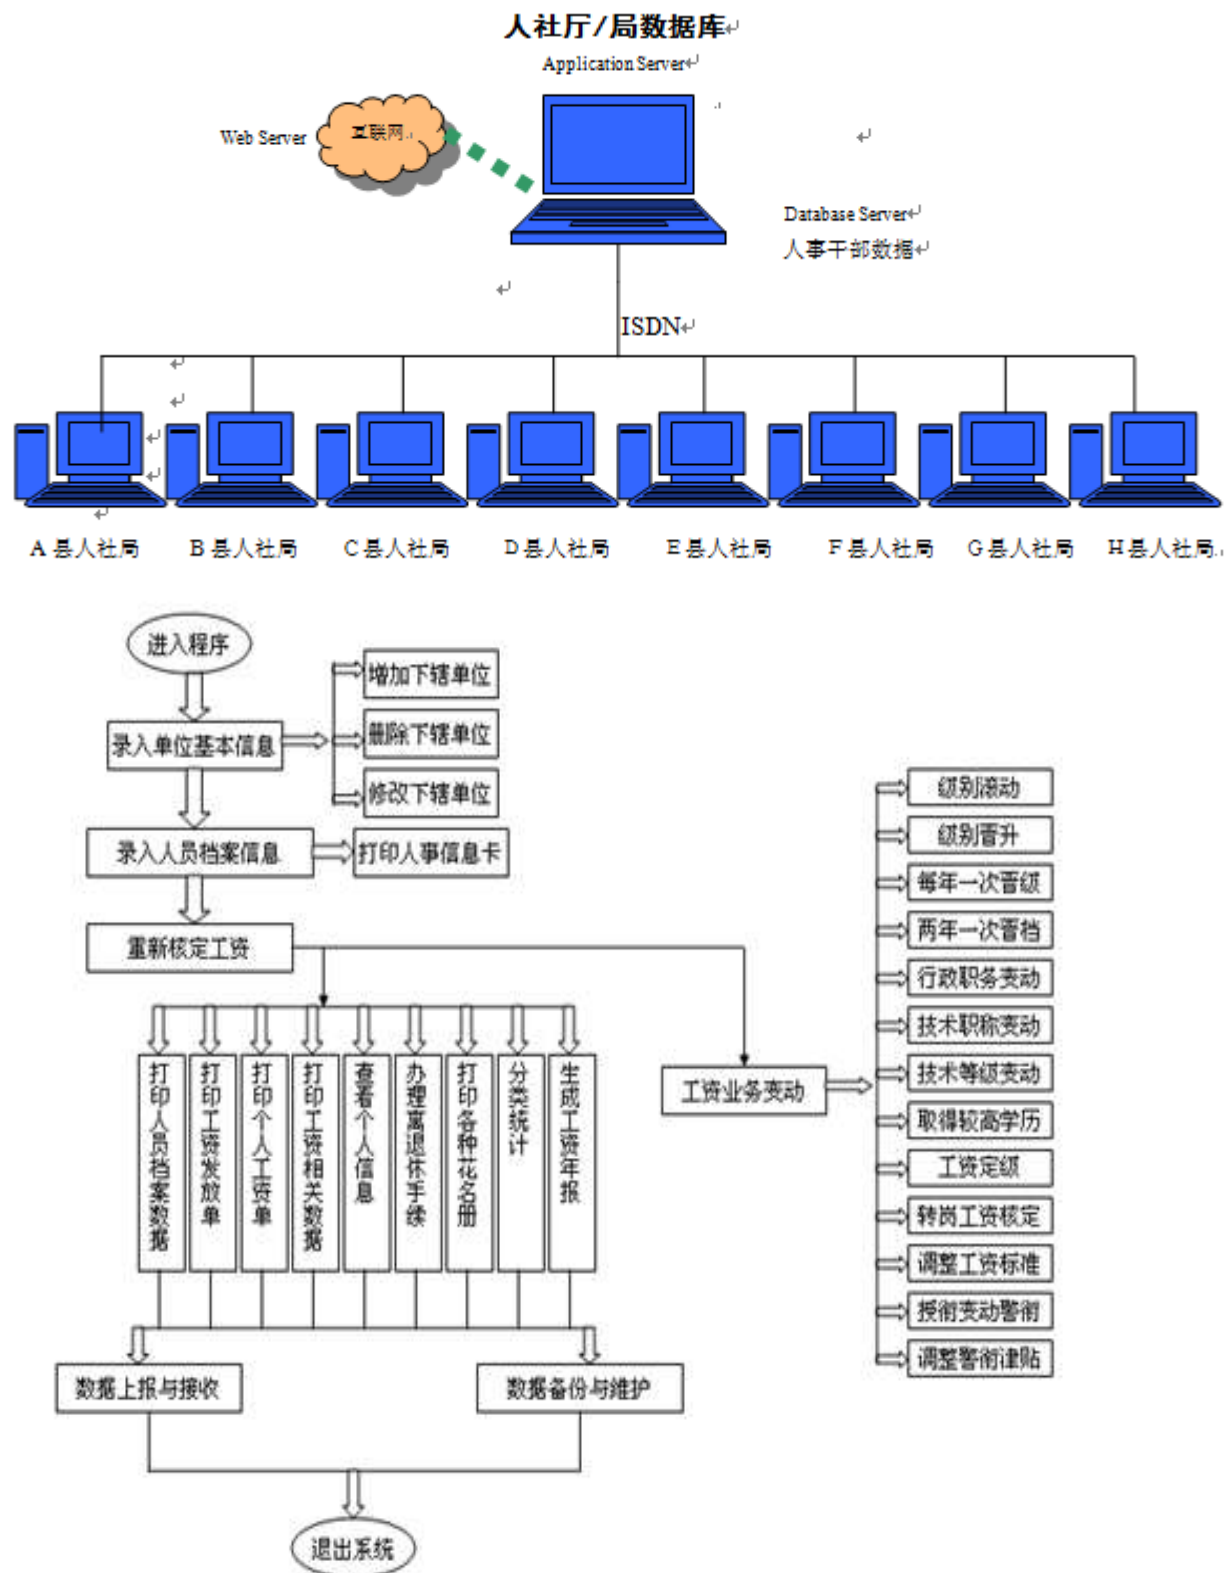 人社厅/局数据库
Application Server
Web Server
互联网
Database Server
人事干部数据
ISDN
A 县人社局
B 县人社局
C 县人社局
D 县人社局
E 县人社局
F 县人社局
G 县人社局
H 县人社局
进入程序
增加下辖单位
录入单位基本信息
删除下辖单位
修改下辖单位
录入人员档案信息
打印人事信息卡
重新核定工资
打印人员档案数据
打印工资发放单
打印个人工资单
打印工资相关数据
查看个人信息
办理离退休手续
打印各种花名册
分类统计
生成工资年报
工资业务变动
级别滚动
级别晋升
每年一次晋级
两年一次晋档
行政职务变动
技术职称变动
技术等级变动
取得较高学历
工资定级
转岗工资核定
调整工资标准
授衔变动警衔
调整警衔津贴
数据上报与接收
数据备份与维护
退出系统